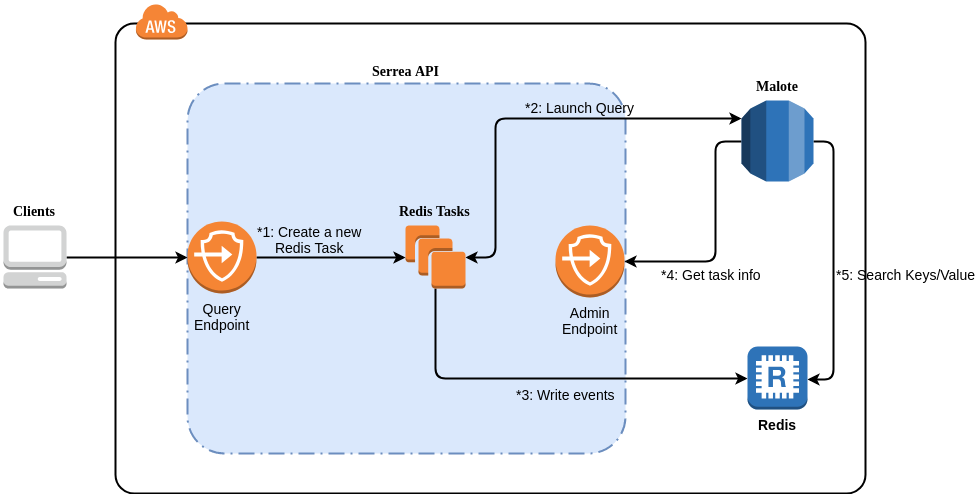 AWS
Serrea API
Malote
*2: Launch Query
Clients
Redis Tasks
*1: Create a new
Redis Task
*4: Get task info
*5: Search Keys/Value
Query
Endpoint
Admin
Endpoint
R
*3: Write events
Redis